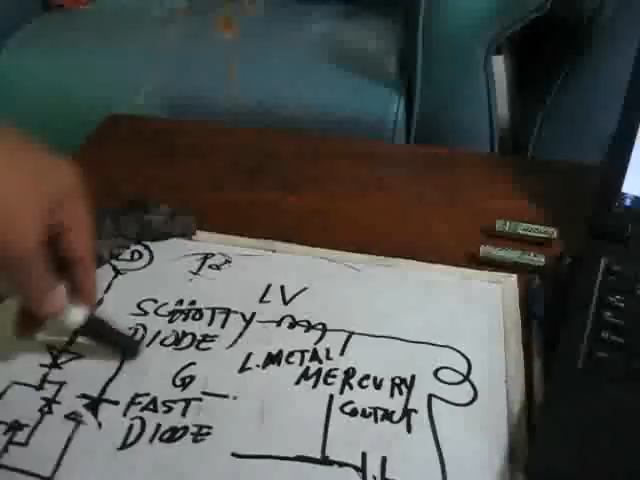 LV
SCHOTTY
DIODE
L. METAL
MERCURY
CONTACT
G
FAST
DIODE